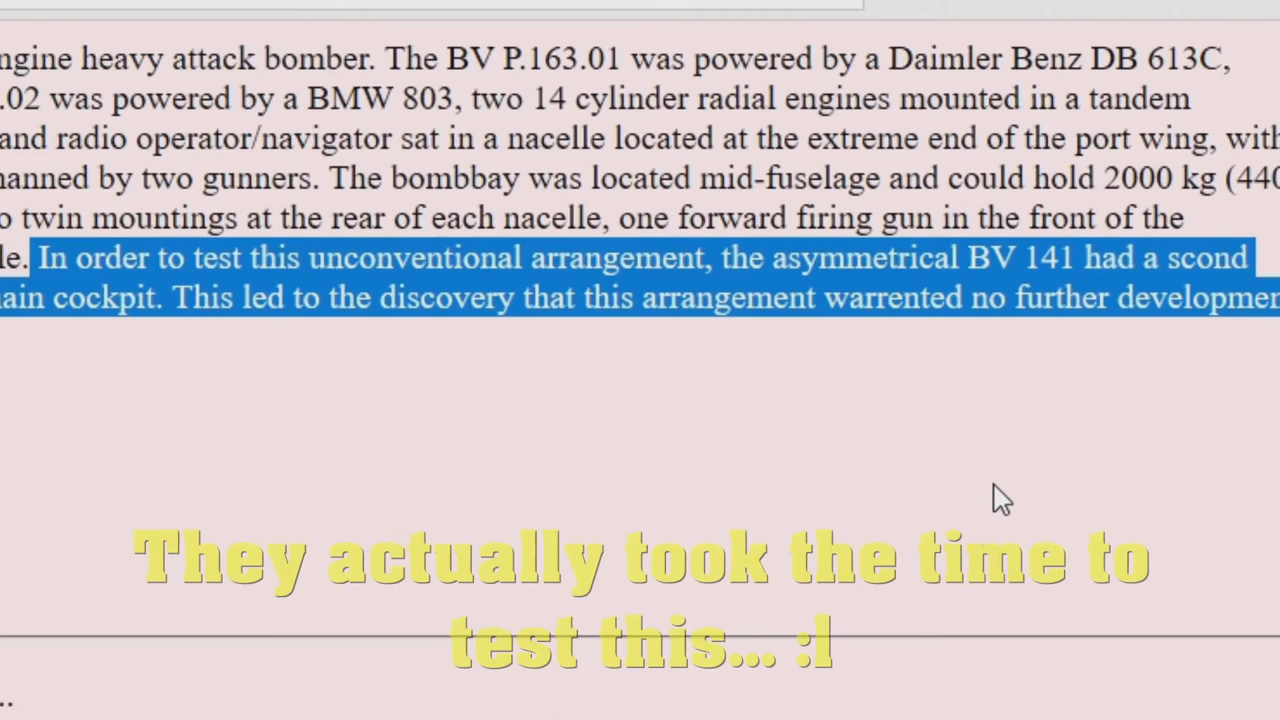 ngine heavy attack bomber. The BV P.163.01 was powered by a Daimler Benz DB 613C,
.02 was powered by a BMW 803, two 14 cylinder radial engines mounted in a tandem
and radio operator/navigator sat in a nacelle located at the extreme end of the port wing, with
manned by two gunners. The bombbay was located mid-fuselage and could hold 2000 kg (440
o twin mountings at the rear of each nacelle, one forward firing gun in the front of the
le. In order to test this unconventional arrangement, the asymmetrical BV 141 had a scond
ain cockpit. This led to the discovery that this arrangement warrented no further developmen
They actually took the time to
test this... :l
..